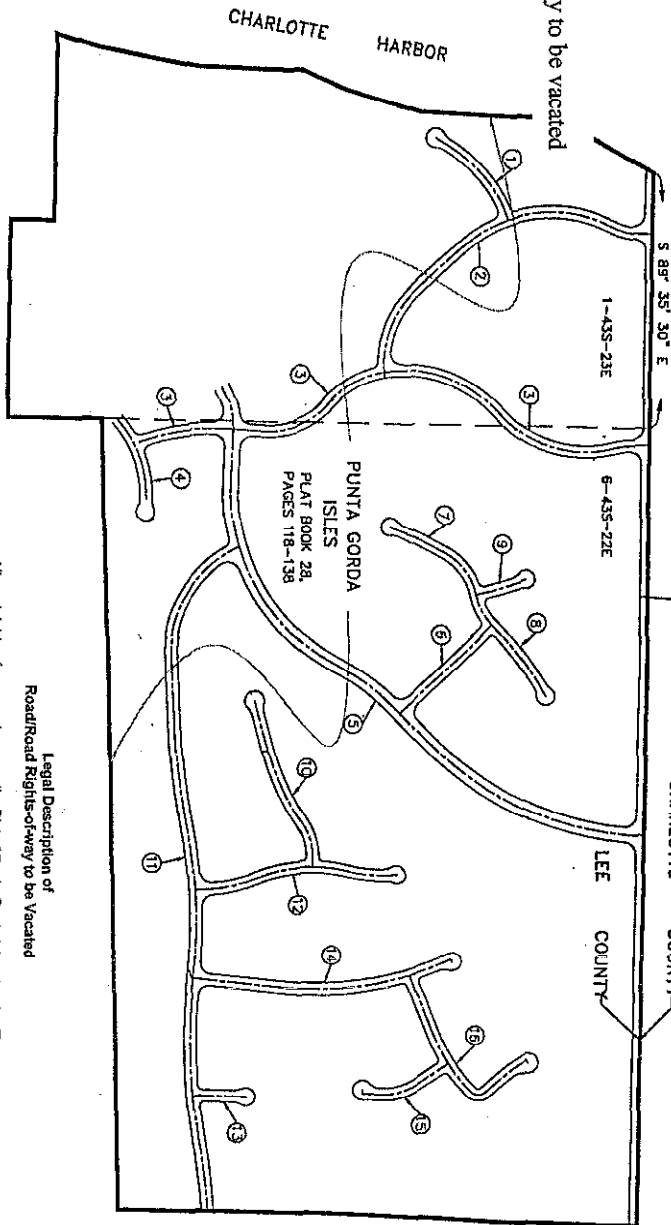 CHARLOTTE HARBOR
y to be vacated
S 89° 35' 30" E
1-43S-23E
6-43S-22E
1
2
3
3
3
4
PUNTA GORDA
ISLES
PLAT BOOK 28,
PAGES 118-138
7
9
8
6
5
LEE COUNTY
10
11
12
14
16
15
13
Legal Description of
Road/Road Rights-of-way to be Vacated